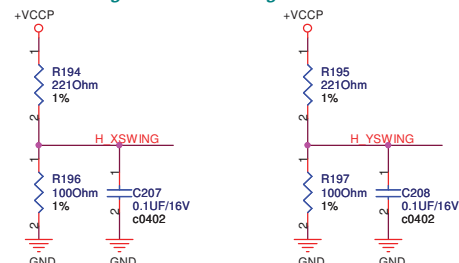 +VCCP
1
R194
221Ohm
1%
2
H_XSWING
1
R196
100Ohm
1%
2
1
C207
0.1UF/16V
c0402
2
GND
GND
+VCCP
1
R195
221Ohm
1%
2
H_YSWING
1
R197
100Ohm
1%
2
1
C208
0.1UF/16V
c0402
2
GND
GND